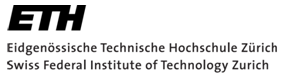 ETH
Eidgenössische Technische Hochschule Zürich
Swiss Federal Institute of Technology Zurich